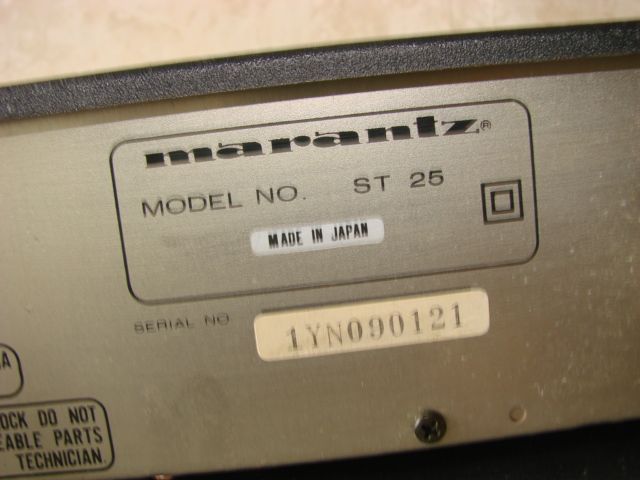 marantz®
MODEL NO. ST 25
MADE IN JAPAN
SERIAL NO
1YN090121
A
OCK DO NOT
EABLE PARTS
TECHNICIAN.